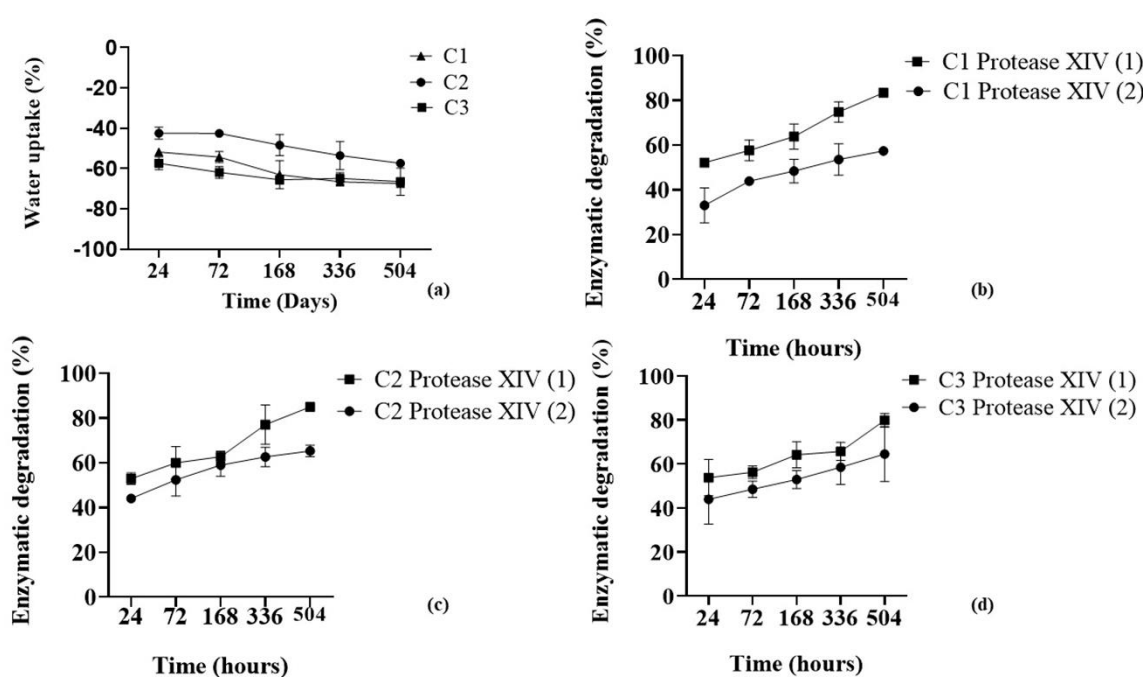 Water uptake (%)
0
-20
-40
-60
-80
-100
24 72 168 336 504
Time (Days)
C1
C2
C3
(a)
Enzymatic degradation (%)
100
80
60
40
20
0
24 72 168 336 504
Time (hours)
C1 Protease XIV (1)
C1 Protease XIV (2)
(b)
Enzymatic degradation (%)
100
80
60
40
20
0
24 72 168 336 504
Time (hours)
C2 Protease XIV (1)
C2 Protease XIV (2)
(c)
Enzymatic degradation (%)
100
80
60
40
20
0
24 72 168 336 504
Time (hours)
C3 Protease XIV (1)
C3 Protease XIV (2)
(d)